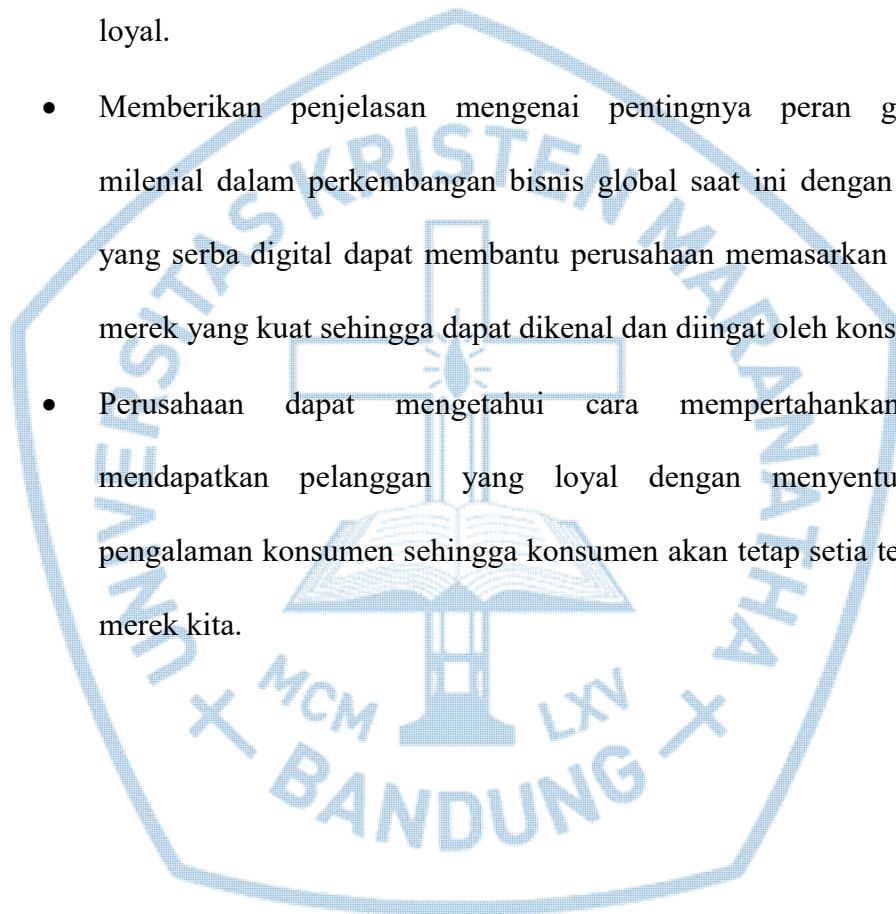 loyal.
• Memberikan penjelasan mengenai pentingnya peran g
milenial dalam perkembangan bisnis global saat ini dengan
yang serba digital dapat membantu perusahaan memasarkan
merek yang kuat sehingga dapat dikenal dan diingat oleh kons
• Perusahaan dapat mengetahui cara mempertahankan
mendapatkan pelanggan yang loyal dengan menyentu
pengalaman konsumen sehingga konsumen akan tetap setia te
merek kita.
UNIVERSITAS KRISTEN MARANATHA
MCM LXV
BANDUNG